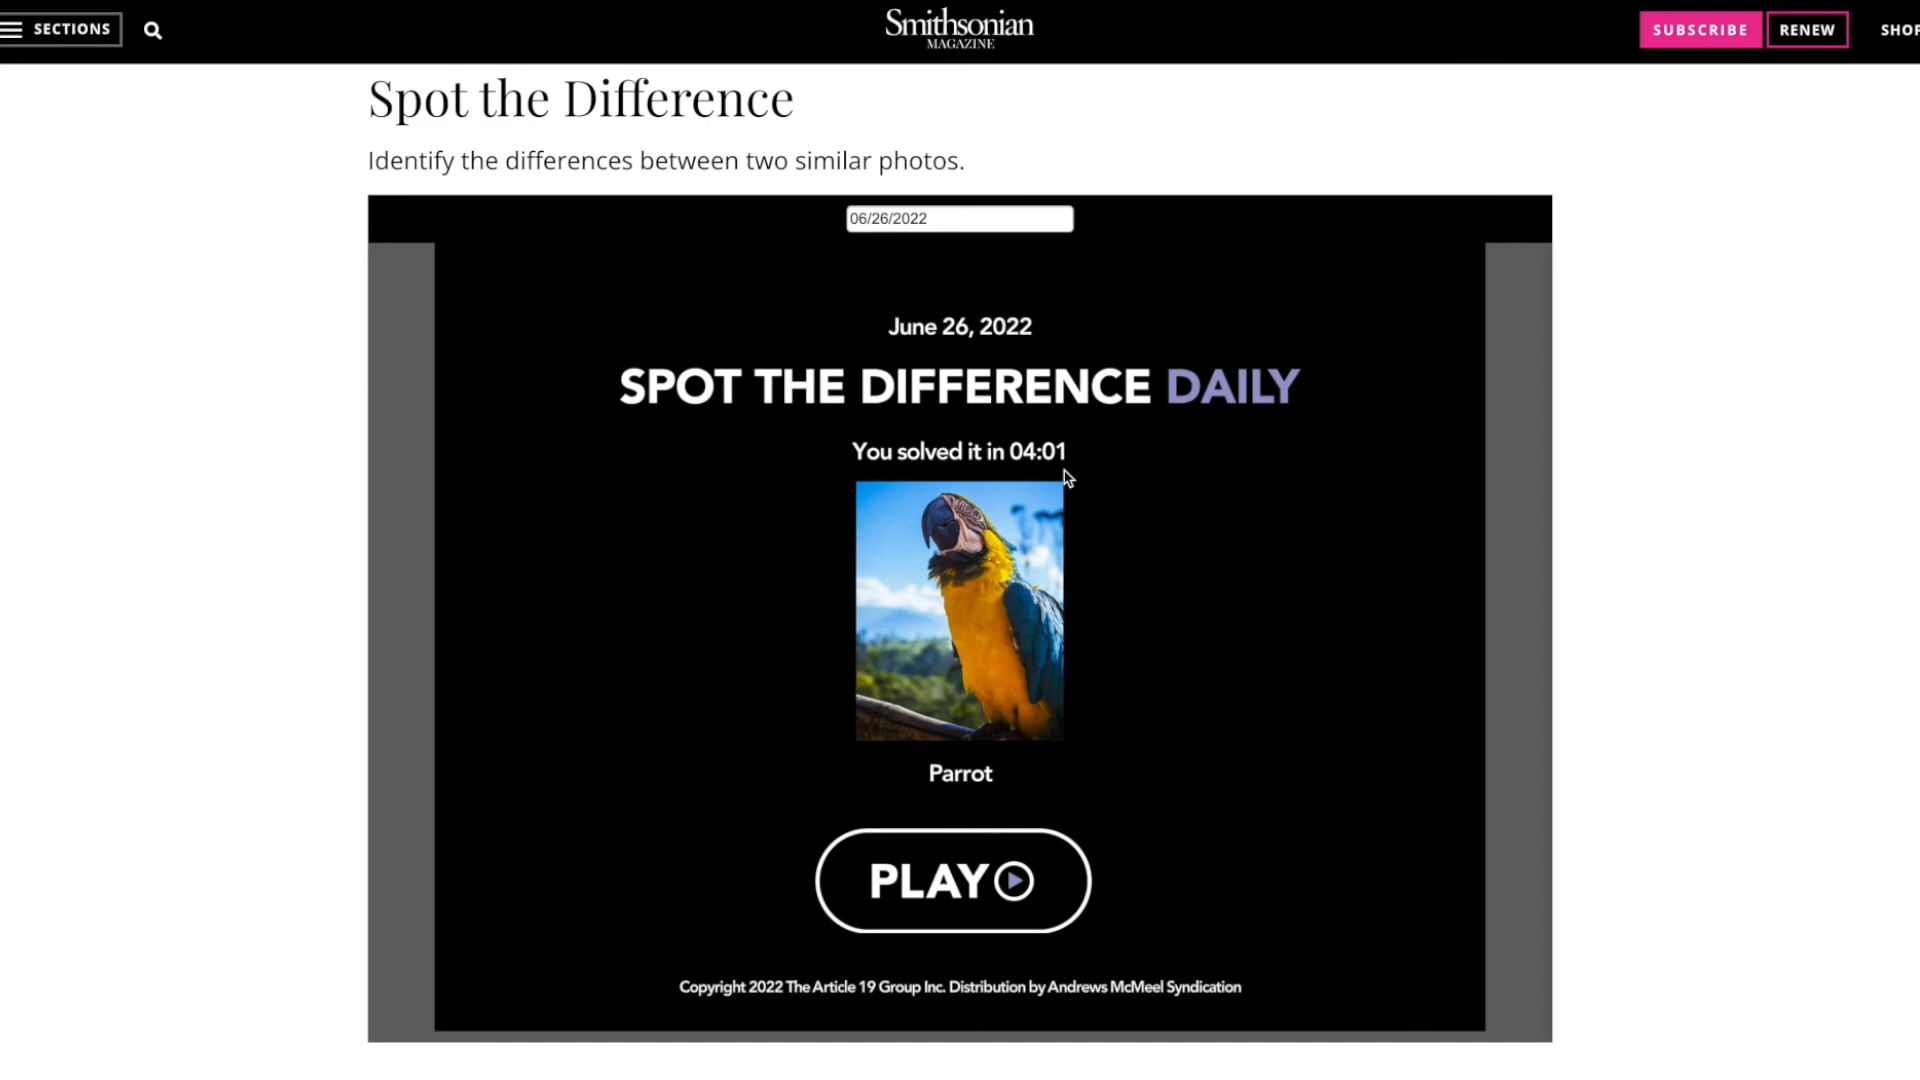 SECTIONS
Smithsonian
MAGAZINE
SUBSCRIBE
RENEW
SHOP
Spot the Difference
Identify the differences between two similar photos.
06/26/2022
June 26, 2022
SPOT THE DIFFERENCE DAILY
You solved it in 04:01
Parrot
PLAY
Copyright 2022 The Article 19 Group Inc. Distribution by Andrews McMeel Syndication